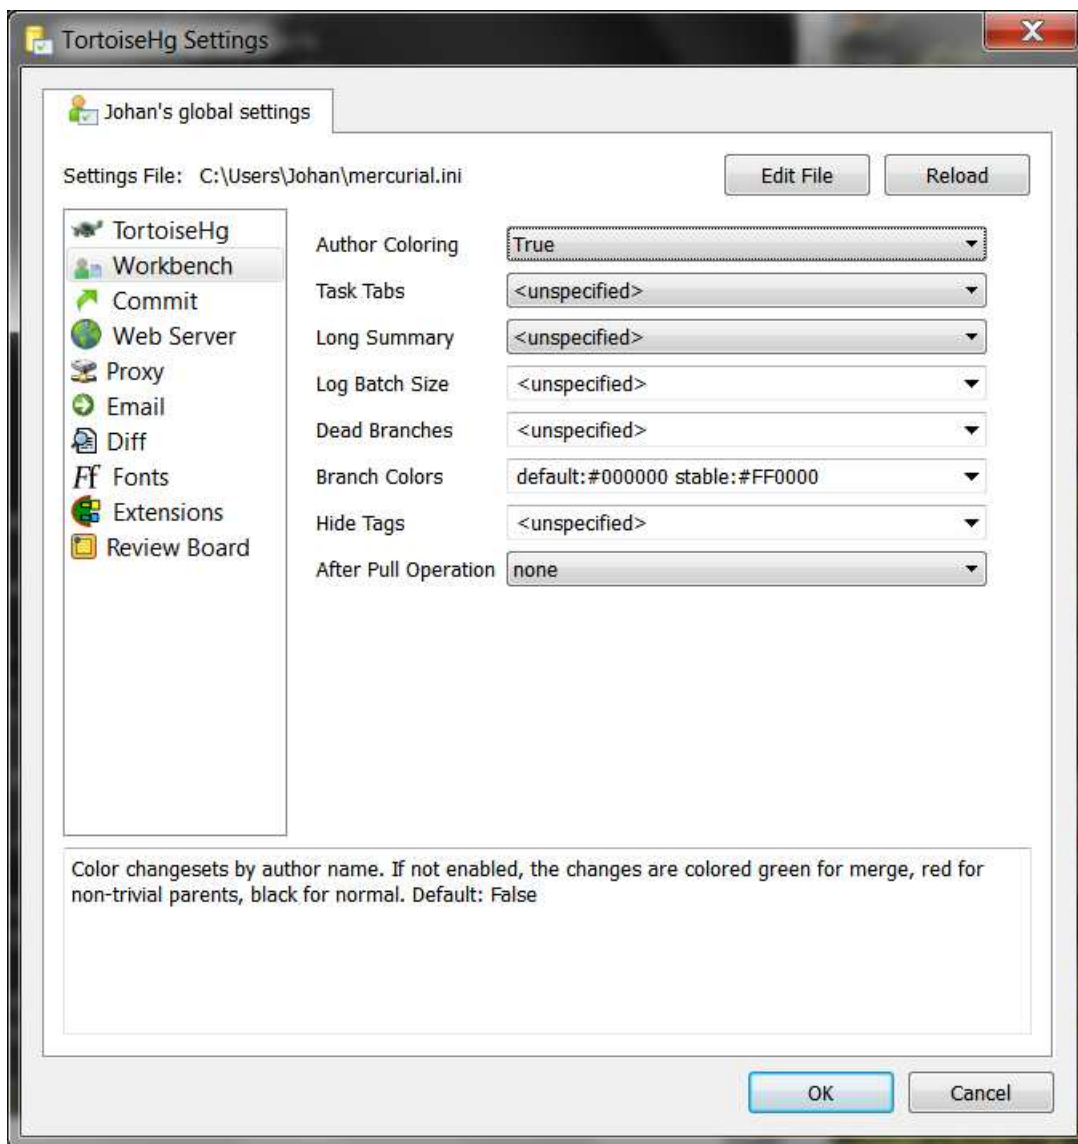 TortoiseHg Settings
Johan's global settings
Settings File: C:\Users\Johan\mercurial.ini
Edit File
Reload
TortoiseHg
Workbench
Commit
Web Server
Proxy
Email
Diff
Ff Fonts
Extensions
Review Board
Author Coloring True
Task Tabs <unspecified>
Long Summary <unspecified>
Log Batch Size <unspecified>
Dead Branches <unspecified>
Branch Colors default:#000000 stable:#FF0000
Hide Tags <unspecified>
After Pull Operation none
Color changesets by author name. If not enabled, the changes are colored green for merge, red for
non-trivial parents, black for normal. Default: False
OK
Cancel